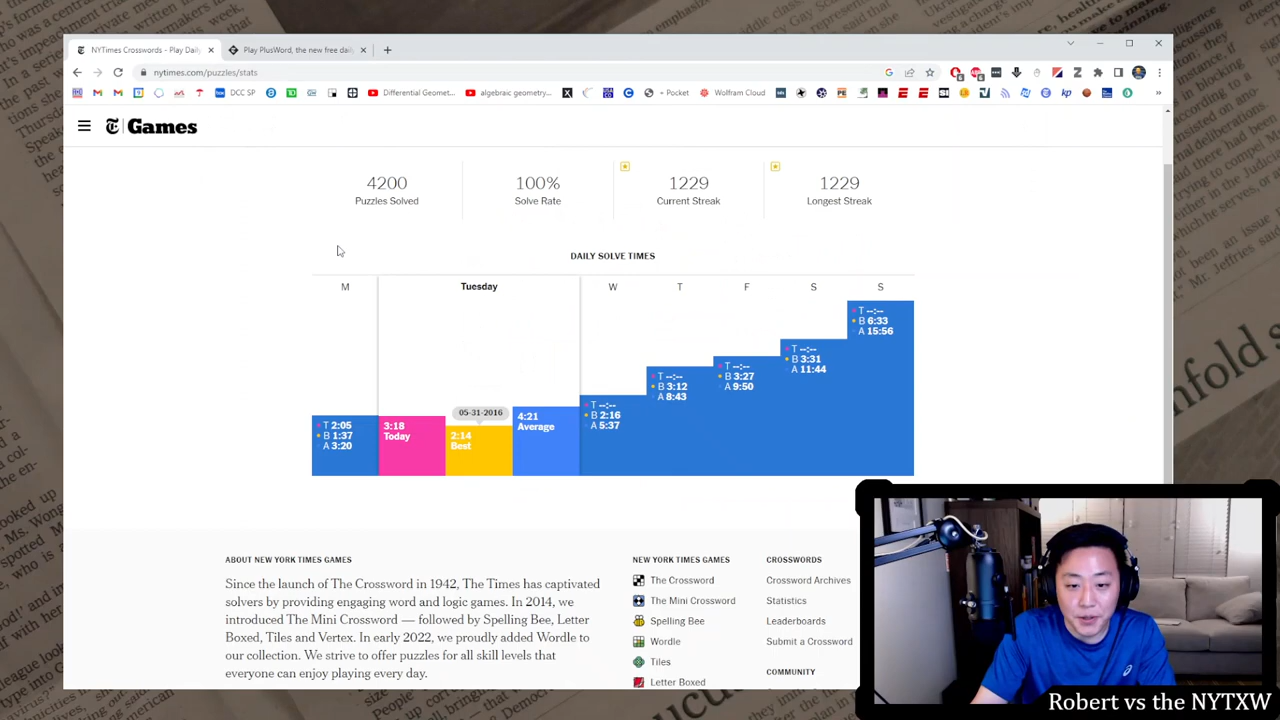 NYTimes Crosswords - Play Daily
Play PlusWord, the new free dai
nytimes.com/puzzles/stats
DCC SP
Differential Geomet...
algebraic geometry...
+ Pocket
Wolfram Cloud
Games
4200
Puzzles Solved
100%
Solve Rate
1229
Current Streak
1229
Longest Streak
DAILY SOLVE TIMES
M
Tuesday
W
T
F
S
S
T 2:05
B 1:37
A 3:20
3:18
Today
05-31-2016
2:14
Best
4:21
Average
T --:--
B 2:16
A 5:37
T --:--
B 3:12
A 8:43
T --:--
B 3:27
A 9:50
T --:--
B 3:31
A 11:44
T --:--
B 6:33
A 15:56
ABOUT NEW YORK TIMES GAMES
Since the launch of The Crossword in 1942, The Times has captivated
solvers by providing engaging word and logic games. In 2014, we
introduced The Mini Crossword — followed by Spelling Bee, Letter
Boxed, Tiles and Vertex. In early 2022, we proudly added Wordle to
our collection. We strive to offer puzzles for all skill levels that
everyone can enjoy playing every day.
NEW YORK TIMES GAMES
The Crossword
The Mini Crossword
Spelling Bee
Wordle
Tiles
Letter Boxed
CROSSWORDS
Crossword Archives
Statistics
Leaderboards
Submit a Crossword
COMMUNITY
Robert vs the NYTXW